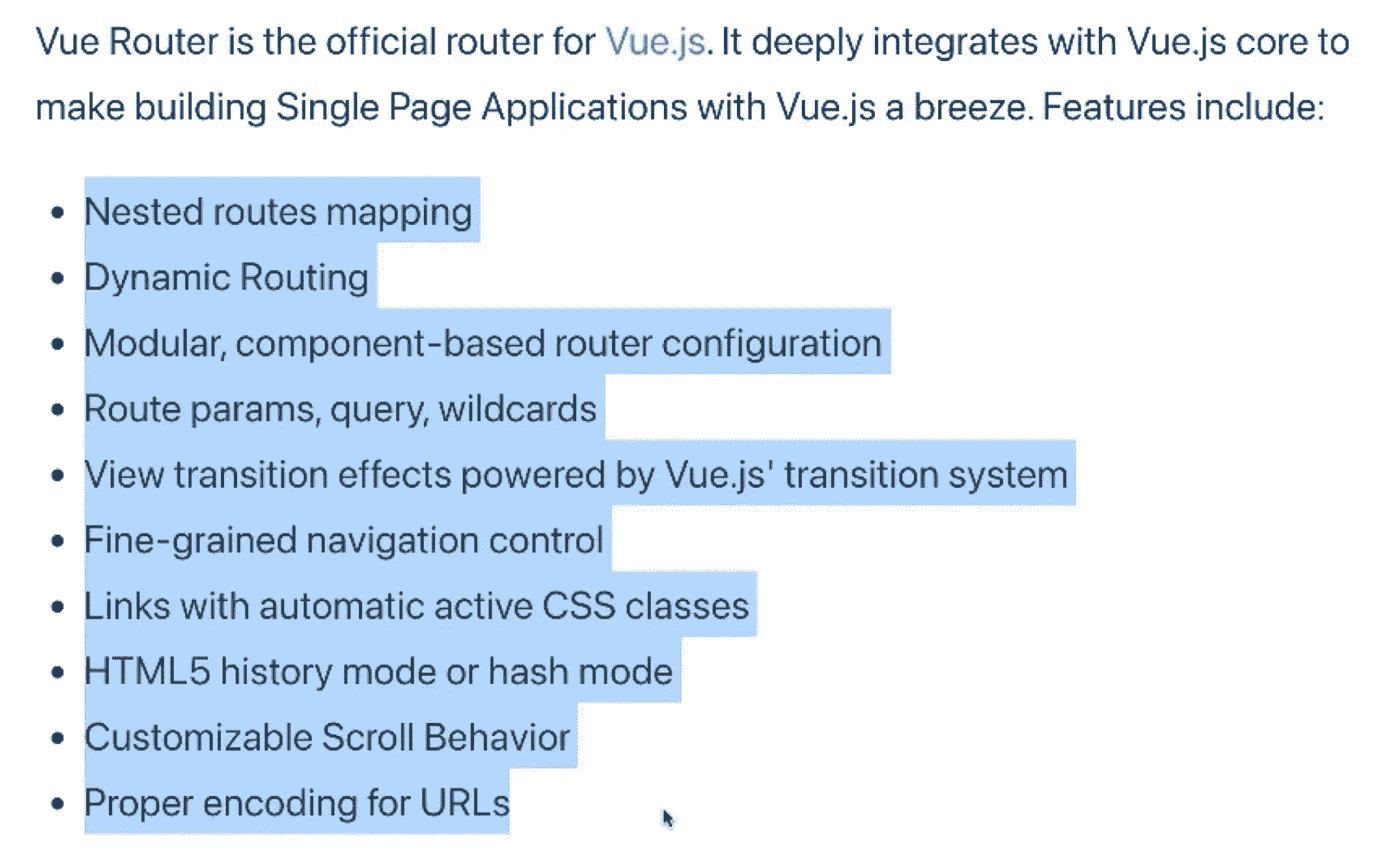 Vue Router is the official router for Vue.js. It deeply integrates with Vue.js core to
make building Single Page Applications with Vue.js a breeze. Features include:
• Nested routes mapping
• Dynamic Routing
• Modular, component-based router configuration
• Route params, query, wildcards
• View transition effects powered by Vue.js' transition system
• Fine-grained navigation control
• Links with automatic active CSS classes
• HTML5 history mode or hash mode
• Customizable Scroll Behavior
• Proper encoding for URLs